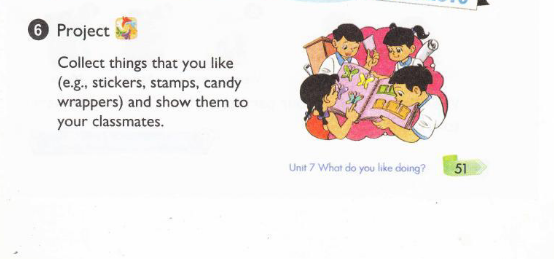 6 Project
Collect things that you like
(e.g., stickers, stamps, candy
wrappers) and show them to
your classmates.
Unit 7 What do you like doing? 51